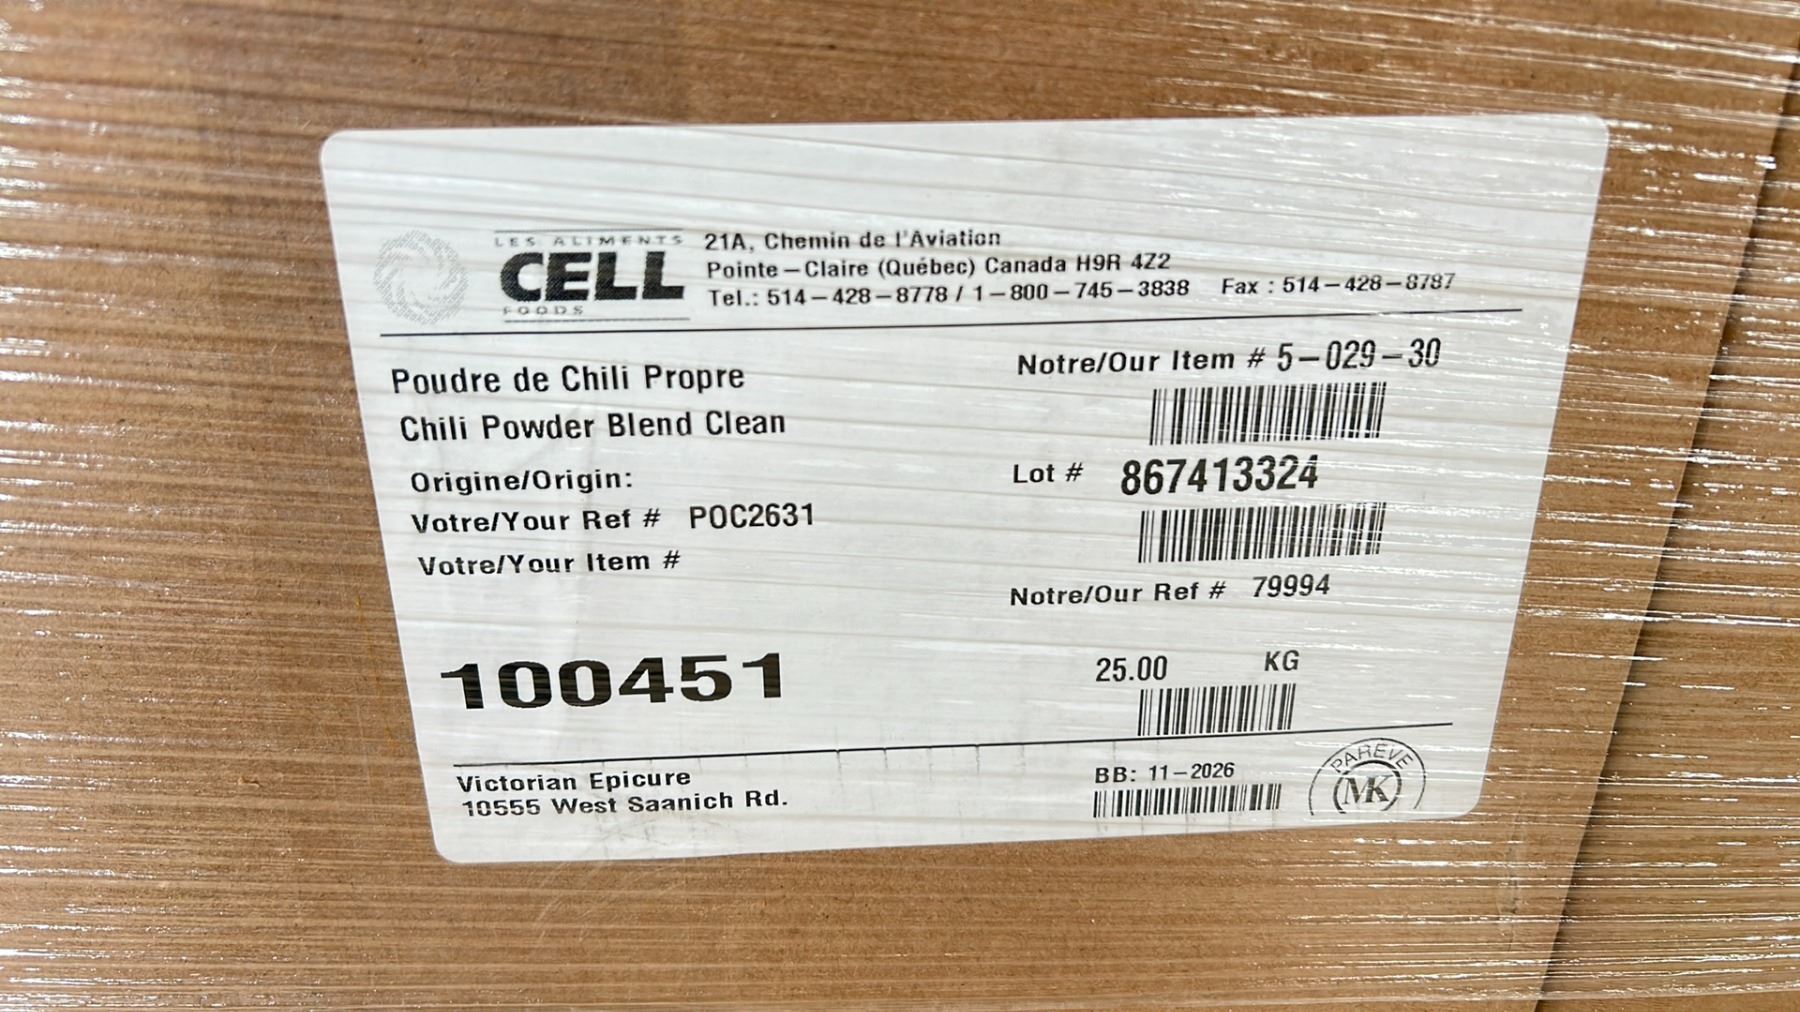 LES ALIMENTS
CELL
FOODS
21A, Chemin de l'Aviation
Pointe-Claire (Québec) Canada H9R 4Z2
Tel.: 514-428-8778 / 1-800-745-3838 Fax : 514-428-8787
Poudre de Chili Propre
Chili Powder Blend Clean
Origine/Origin:
Votre/Your Ref # POC2631
Votre/Your Item #
Notre/Our Item # 5-029-30
Lot # 867413324
Notre/Our Ref # 79994
100451
25.00 KG
Victorian Epicure
10555 West Saanich Rd.
BB: 11-2026
PAREVE
MK